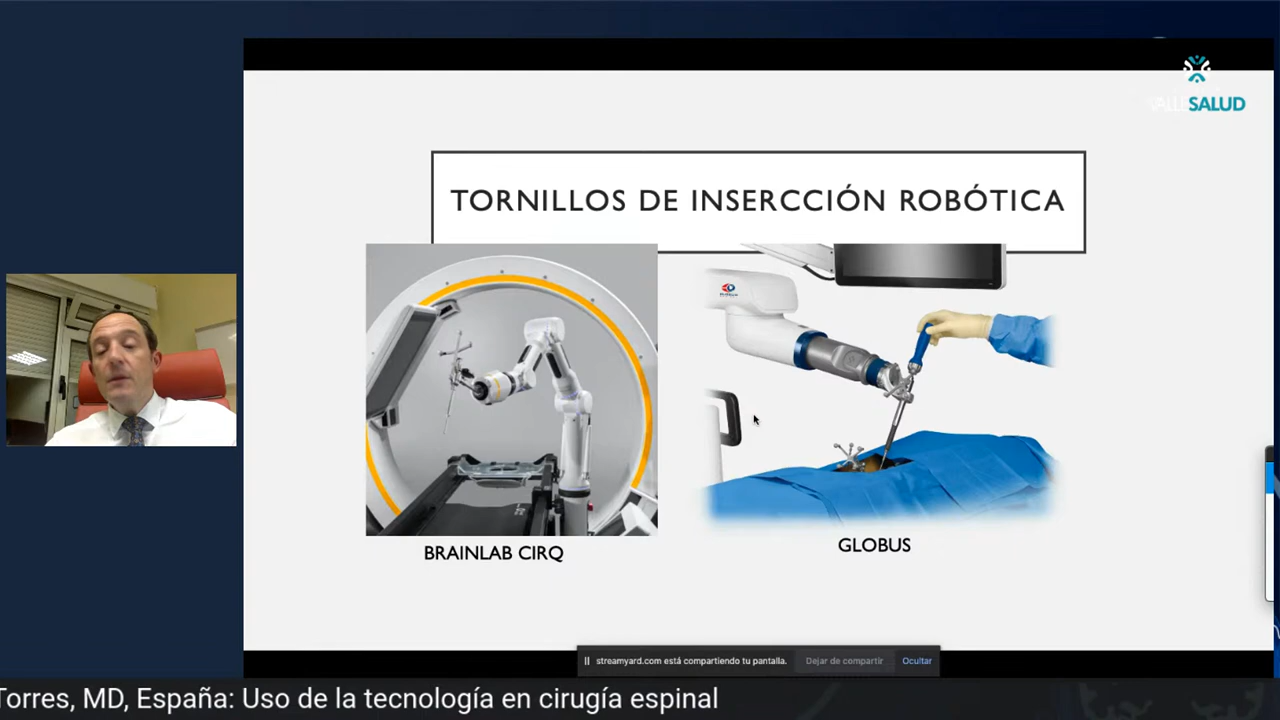 SALUD
TORNILLOS DE INSERCCIÓN ROBÓTICA
BRAINLAB CIRQ
GLOBUS
streamyard.com está compartiendo tu pantalla.
Dejar de compartir
Ocultar
Torres, MD, España: Uso de la tecnología en cirugía espinal